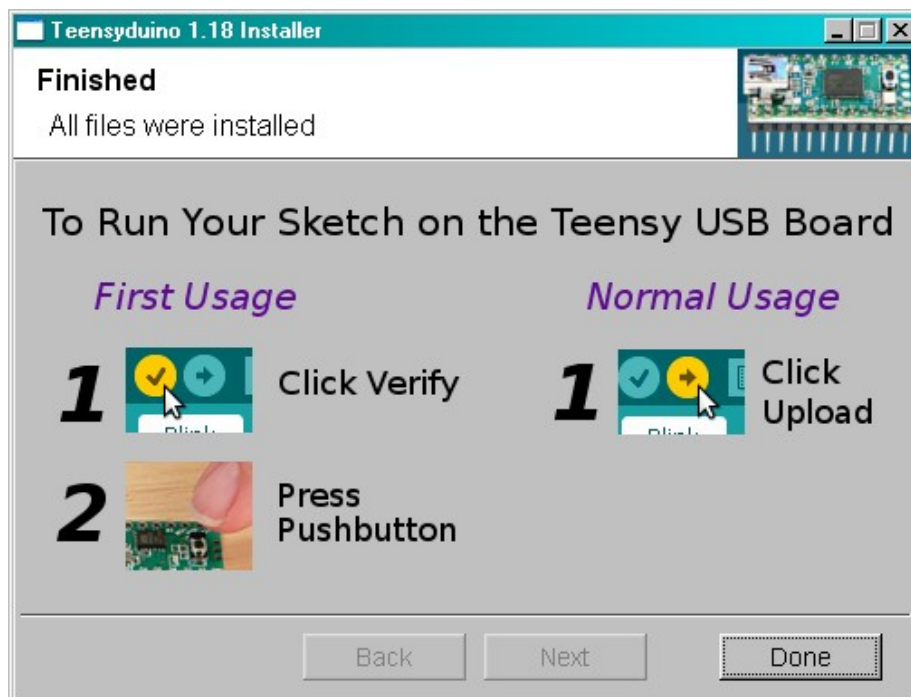 Teensyduino 1.18 Installer
Finished
All files were installed
To Run Your Sketch on the Teensy USB Board
First Usage
1
Click Verify
2
Press
Pushbutton
Normal Usage
1
Click
Upload
Back
Next
Done